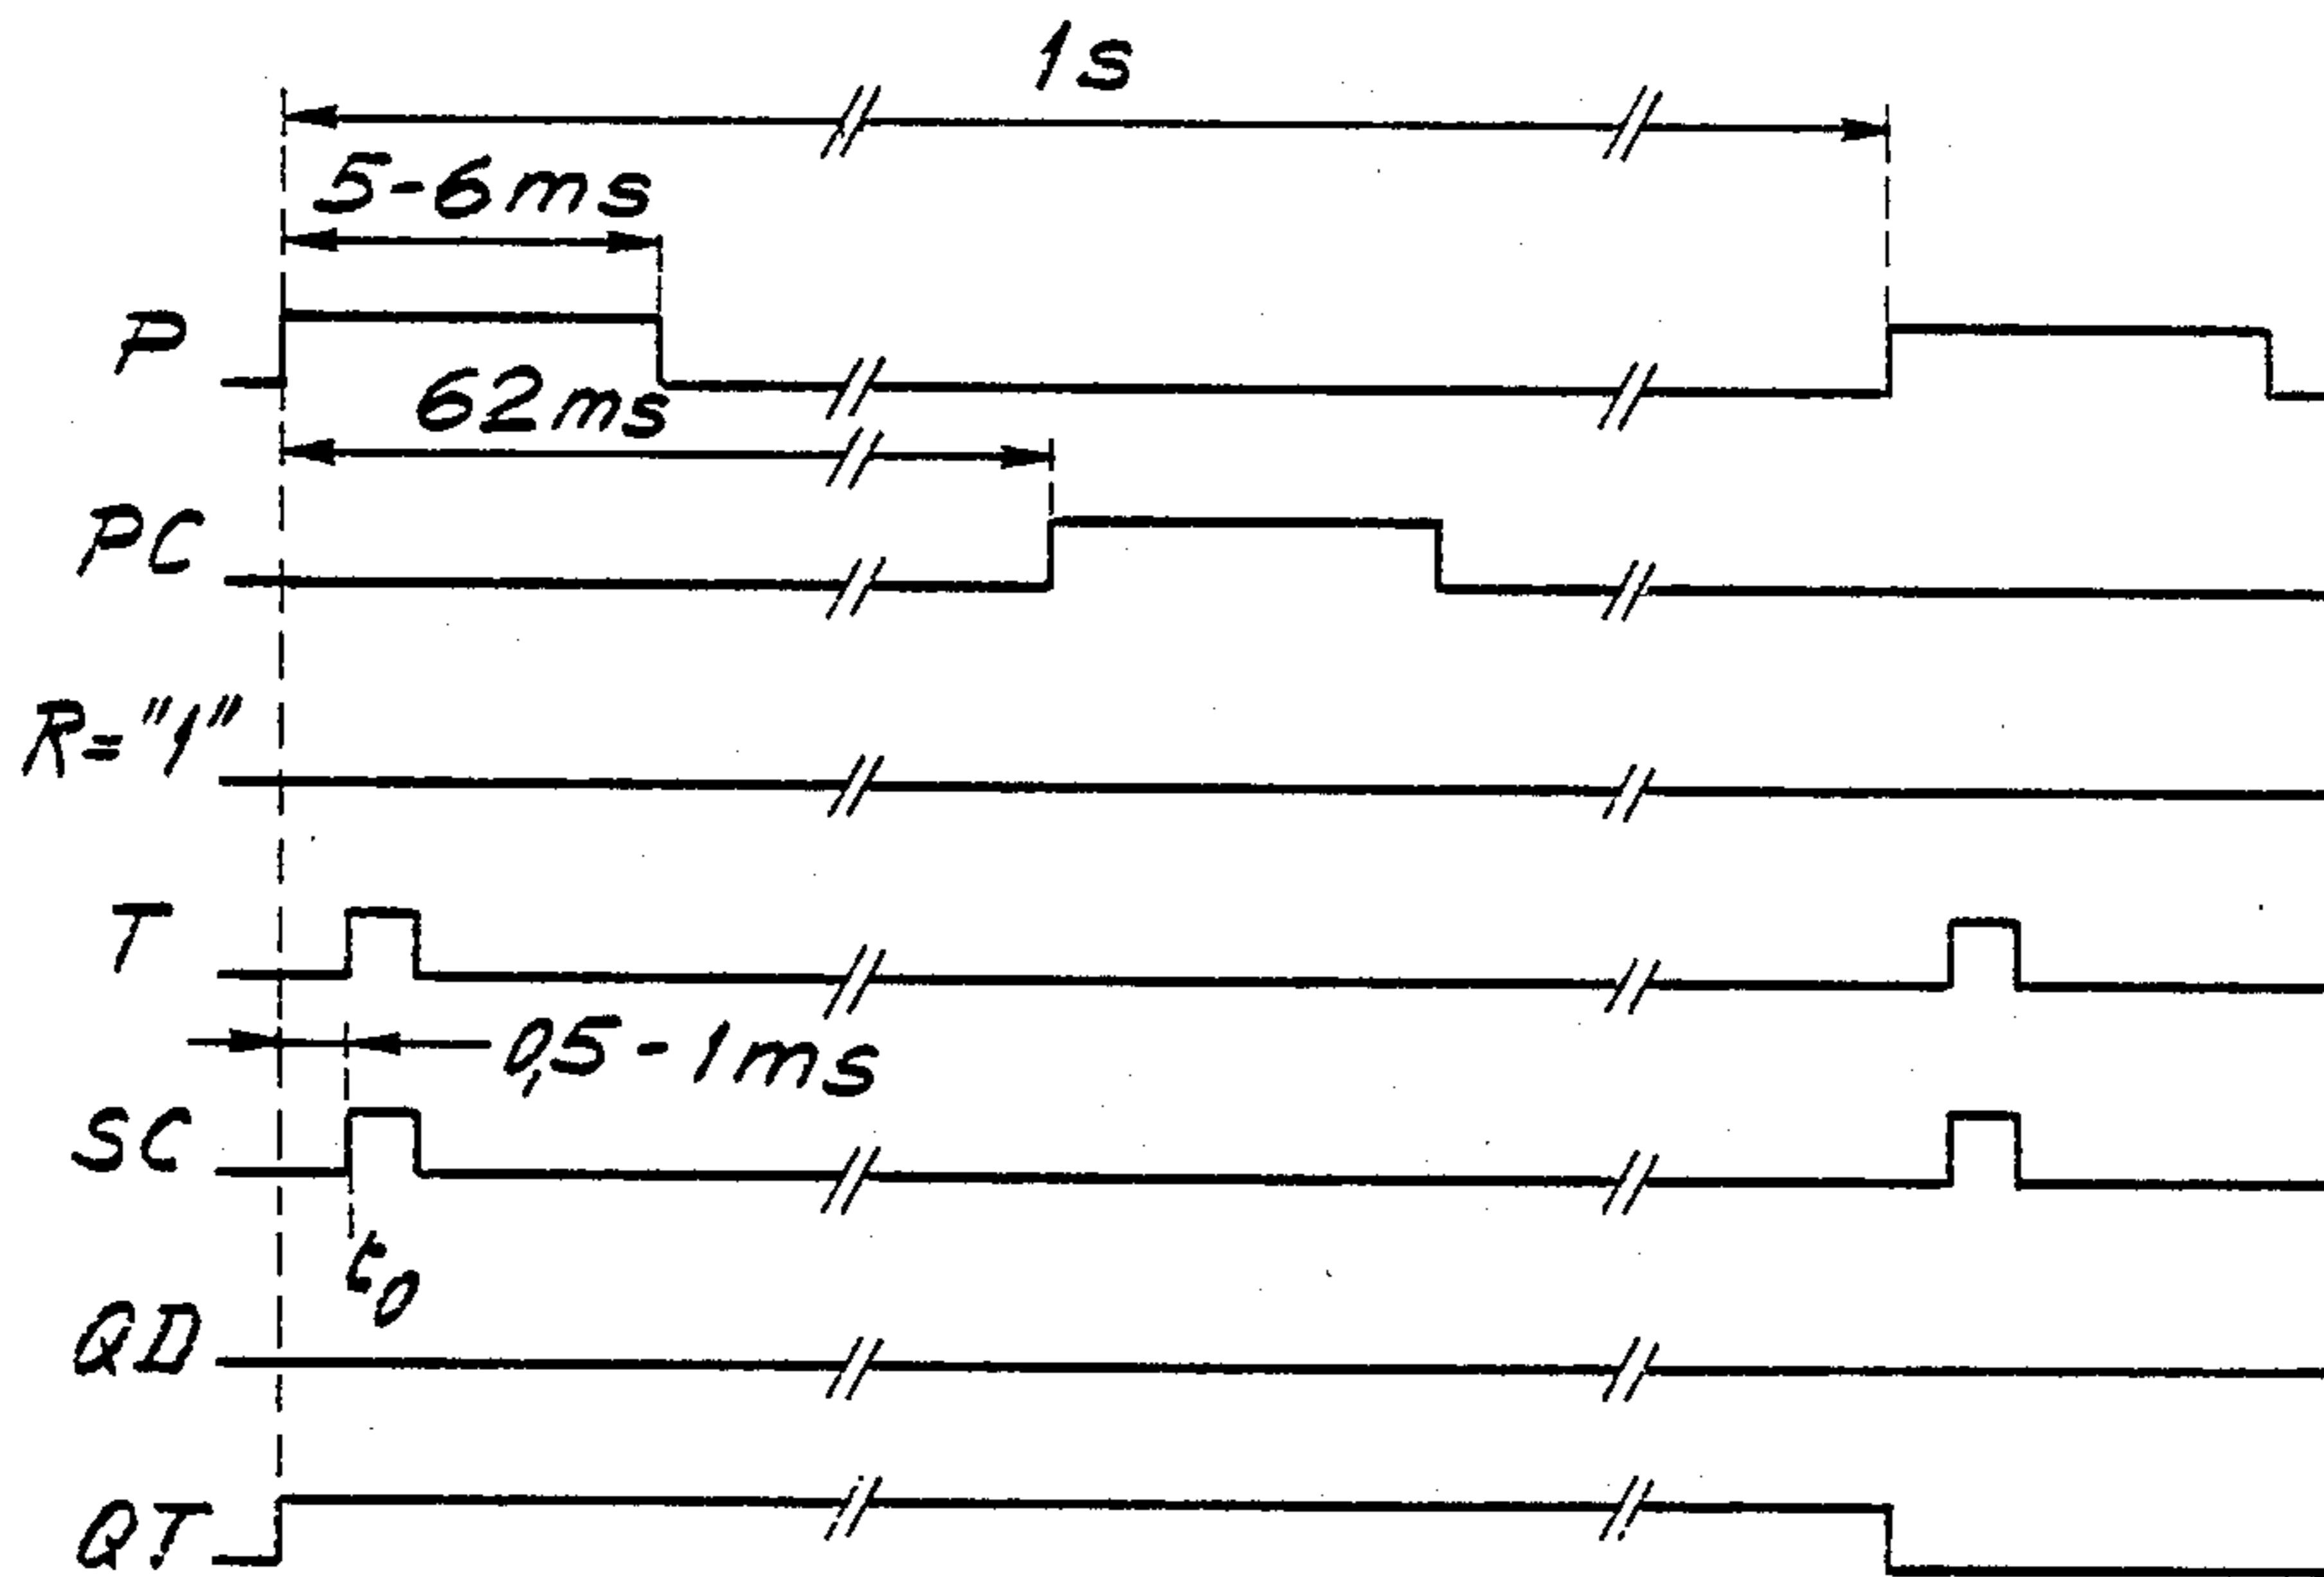 1s
5-6ms
P
62ms
PC
R="1"
T
0,5-1ms
SC
t0
QD
QT